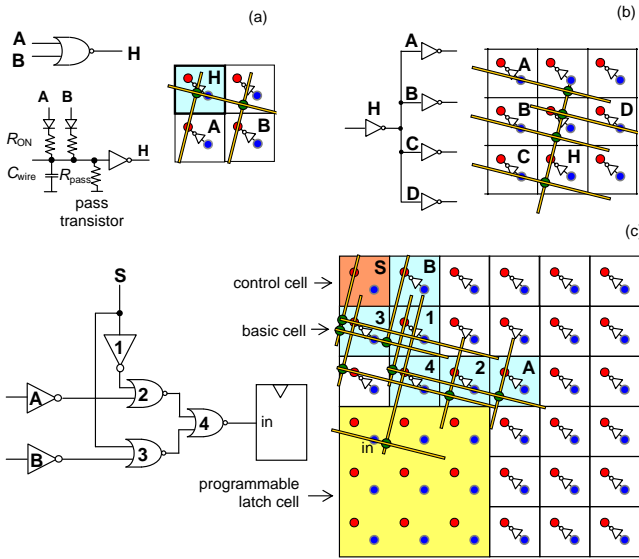 (a)
A
B
H
A B
R_ON
C_wire
R_pass
H
pass
transistor
H
A B
(b)
A
B
H
C
D
A
B D
C H
(c)
S
1
A
2
B
3
4
in
control cell
basic cell
programmable
latch cell
S B
3 1
4 2 A
in